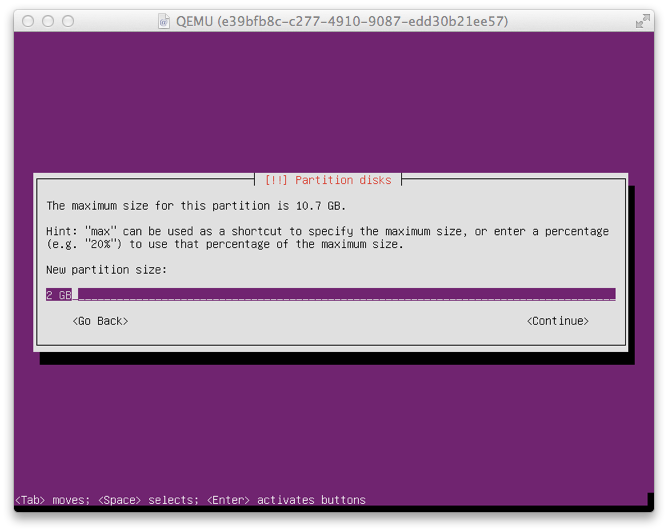 QEMU (e39bfb8c-c277-4910-9087-edd30b21ee57)
[!!] Partition disks
The maximum size for this partition is 10.7 GB.
Hint: "max" can be used as a shortcut to specify the maximum size, or enter a percentage
(e.g. "20%") to use that percentage of the maximum size.
New partition size:
2 GB
<Go Back> <Continue>
<Tab> moves; <Space> selects; <Enter> activates buttons